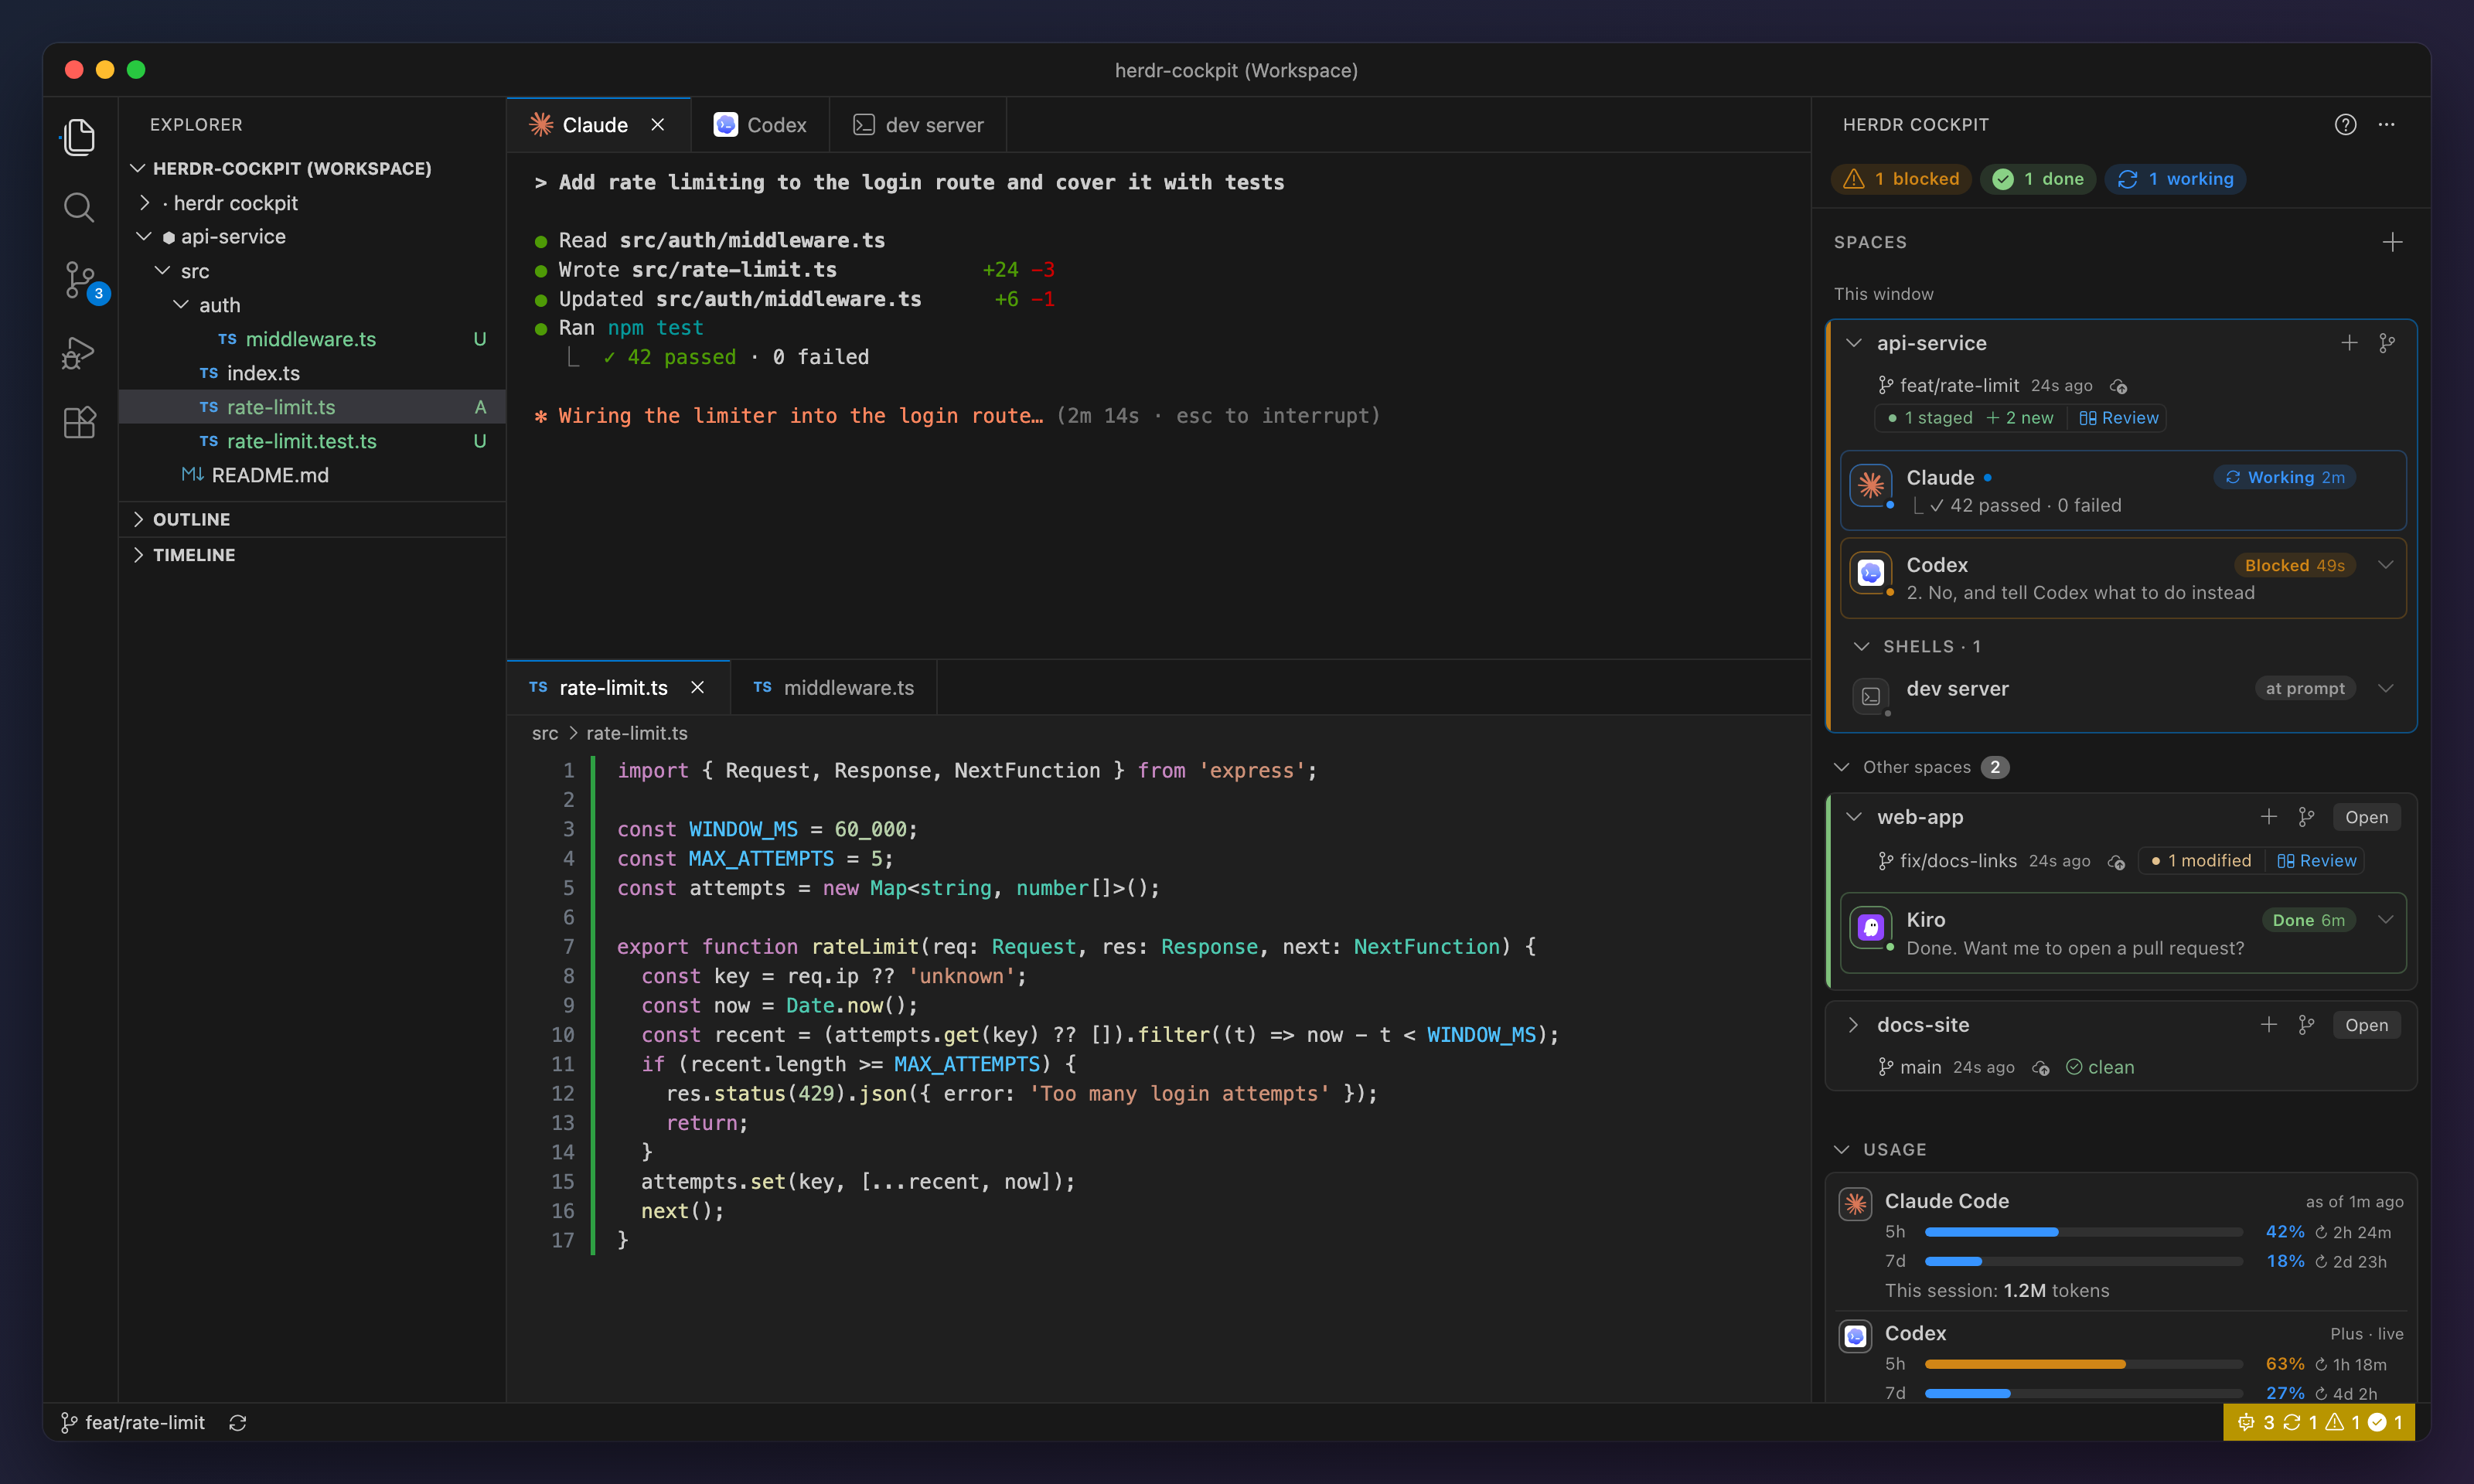 herdr-cockpit (Workspace)
EXPLORER
HERDR-COCKPIT (WORKSPACE)
· herdr cockpit
api-service
src
auth
TS middleware.ts U
TS index.ts
TS rate-limit.ts A
TS rate-limit.test.ts U
M↓ README.md
OUTLINE
TIMELINE
3
Claude
Codex
dev server
> Add rate limiting to the login route and cover it with tests
● Read src/auth/middleware.ts
● Wrote src/rate-limit.ts +24 −3
● Updated src/auth/middleware.ts +6 −1
● Ran npm test
⎿ ✓ 42 passed · 0 failed
✻ Wiring the limiter into the login route… (2m 14s · esc to interrupt)
TS rate-limit.ts
TS middleware.ts
src > rate-limit.ts
1 import { Request, Response, NextFunction } from 'express';
2
3 const WINDOW_MS = 60_000;
4 const MAX_ATTEMPTS = 5;
5 const attempts = new Map<string, number[]>();
6
7 export function rateLimit(req: Request, res: Response, next: NextFunction) {
8 const key = req.ip ?? 'unknown';
9 const now = Date.now();
10 const recent = (attempts.get(key) ?? []).filter((t) => now − t < WINDOW_MS);
11 if (recent.length >= MAX_ATTEMPTS) {
12 res.status(429).json({ error: 'Too many login attempts' });
13 return;
14 }
15 attempts.set(key, [...recent, now]);
16 next();
17 }
HERDR COCKPIT
1 blocked
1 done
1 working
SPACES
This window
api-service
feat/rate-limit 24s ago
1 staged + 2 new Review
Claude Working 2m
⎿ ✓ 42 passed · 0 failed
Codex Blocked 49s
2. No, and tell Codex what to do instead
SHELLS · 1
dev server at prompt
Other spaces 2
web-app Open
fix/docs-links 24s ago 1 modified Review
Kiro Done 6m
Done. Want me to open a pull request?
docs-site Open
main 24s ago clean
USAGE
Claude Code as of 1m ago
5h 42% 2h 24m
7d 18% 2d 23h
This session: 1.2M tokens
Codex Plus · live
5h 63% 1h 18m
7d 27% 4d 2h
feat/rate-limit
3 1 1 1